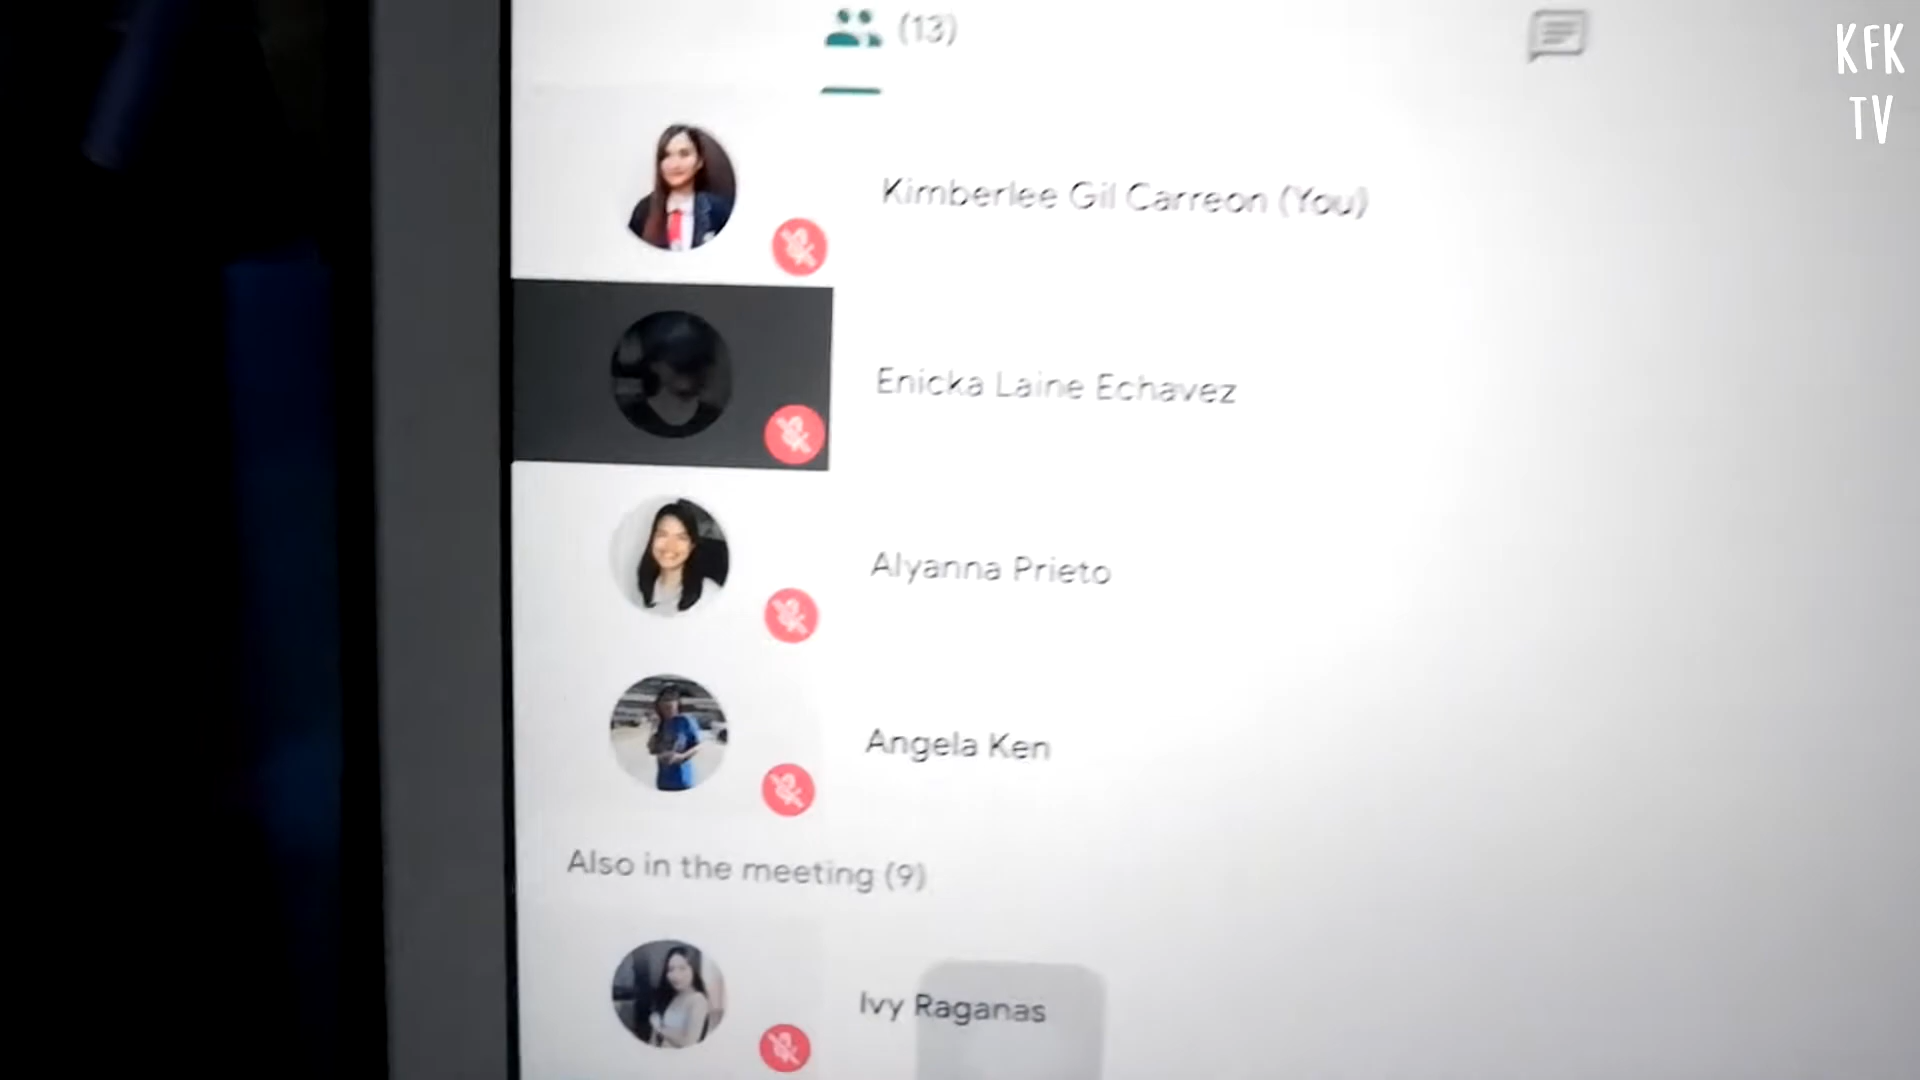 (13)
KFK
TV
Kimberlee Gil Carreon (You)
Enicka Laine Echavez
Alyanna Prieto
Angela Ken
Also in the meeting (9)
Ivy Raganas